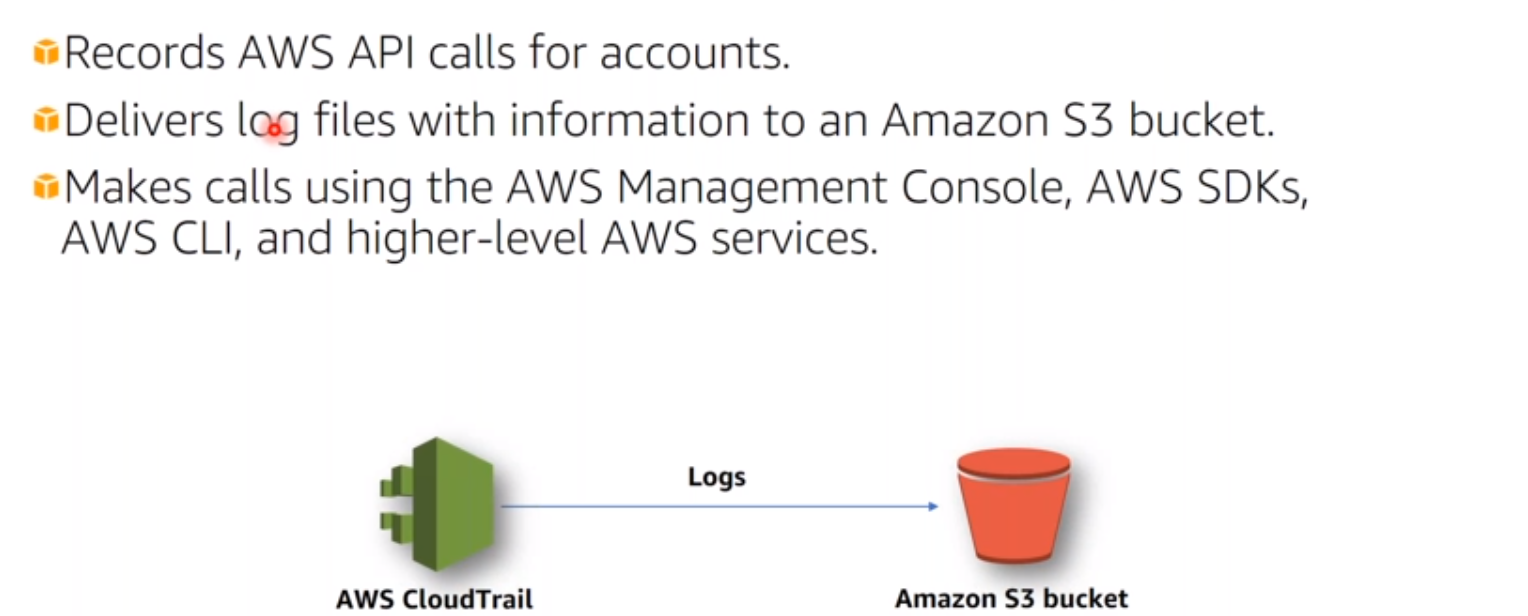 Records AWS API calls for accounts.
Delivers log files with information to an Amazon S3 bucket.
Makes calls using the AWS Management Console, AWS SDKs,
AWS CLI, and higher-level AWS services.
Logs
AWS CloudTrail
Amazon S3 bucket